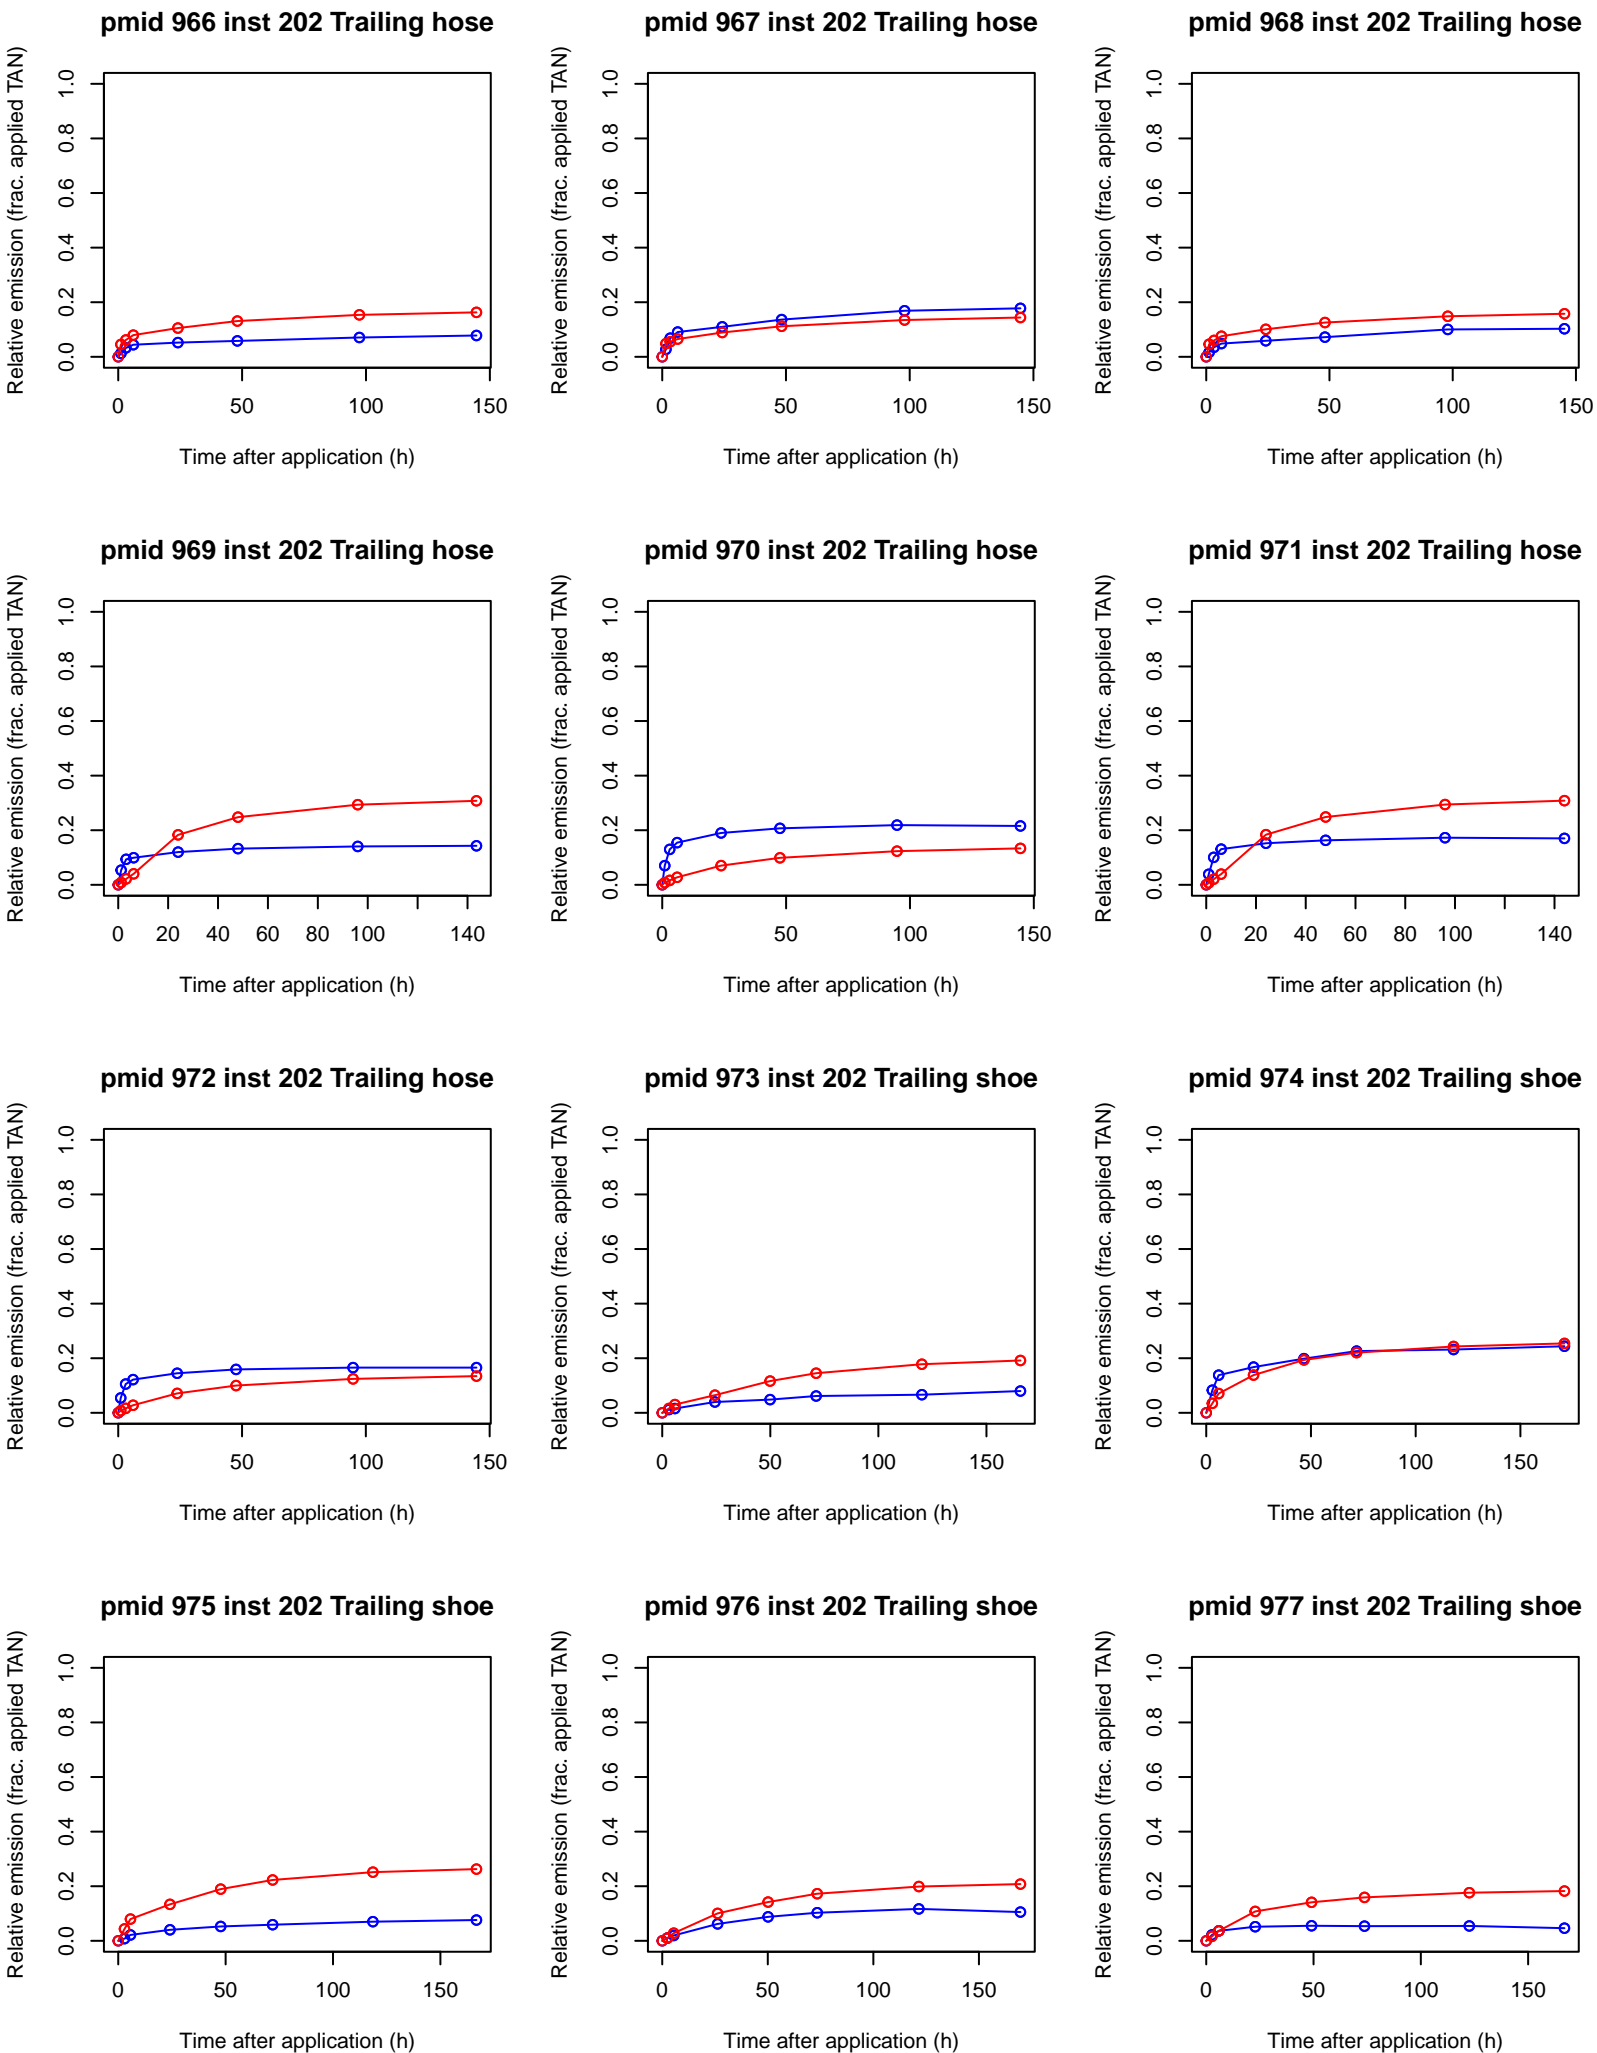 pmid 966 inst 202 Trailing hose
Relative emission (frac. applied TAN)
0.0 0.2 0.4 0.6 0.8 1.0
0 50 100 150
Time after application (h)
pmid 967 inst 202 Trailing hose
Relative emission (frac. applied TAN)
0.0 0.2 0.4 0.6 0.8 1.0
0 50 100 150
Time after application (h)
pmid 968 inst 202 Trailing hose
Relative emission (frac. applied TAN)
0.0 0.2 0.4 0.6 0.8 1.0
0 50 100 150
Time after application (h)
pmid 969 inst 202 Trailing hose
Relative emission (frac. applied TAN)
0.0 0.2 0.4 0.6 0.8 1.0
0 20 40 60 80 100 140
Time after application (h)
pmid 970 inst 202 Trailing hose
Relative emission (frac. applied TAN)
0.0 0.2 0.4 0.6 0.8 1.0
0 50 100 150
Time after application (h)
pmid 971 inst 202 Trailing hose
Relative emission (frac. applied TAN)
0.0 0.2 0.4 0.6 0.8 1.0
0 20 40 60 80 100 140
Time after application (h)
pmid 972 inst 202 Trailing hose
Relative emission (frac. applied TAN)
0.0 0.2 0.4 0.6 0.8 1.0
0 50 100 150
Time after application (h)
pmid 973 inst 202 Trailing shoe
Relative emission (frac. applied TAN)
0.0 0.2 0.4 0.6 0.8 1.0
0 50 100 150
Time after application (h)
pmid 974 inst 202 Trailing shoe
Relative emission (frac. applied TAN)
0.0 0.2 0.4 0.6 0.8 1.0
0 50 100 150
Time after application (h)
pmid 975 inst 202 Trailing shoe
Relative emission (frac. applied TAN)
0.0 0.2 0.4 0.6 0.8 1.0
0 50 100 150
Time after application (h)
pmid 976 inst 202 Trailing shoe
Relative emission (frac. applied TAN)
0.0 0.2 0.4 0.6 0.8 1.0
0 50 100 150
Time after application (h)
pmid 977 inst 202 Trailing shoe
Relative emission (frac. applied TAN)
0.0 0.2 0.4 0.6 0.8 1.0
0 50 100 150
Time after application (h)